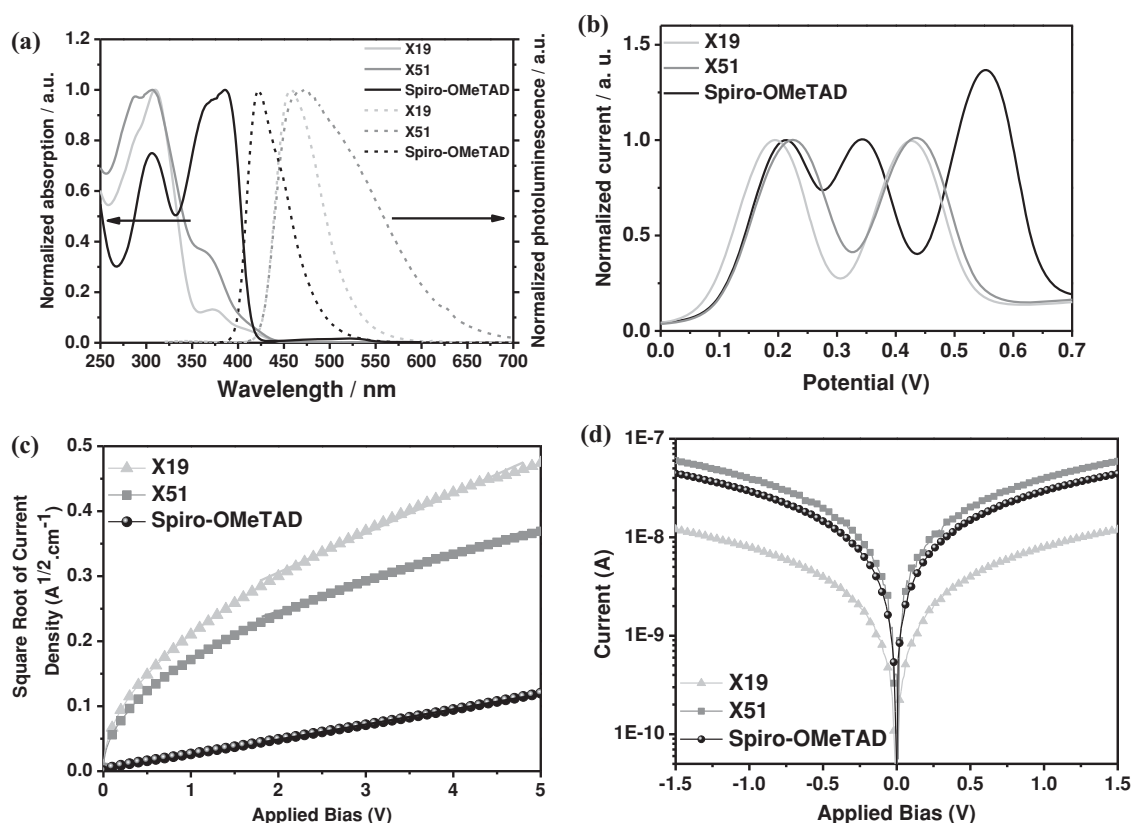 (a)
Normalized absorption / a.u.
1.2
1.0
0.8
0.6
0.4
0.2
0.0
X19
X51
Spiro-OMeTAD
X19
X51
Spiro-OMeTAD
Normalized photoluminescence / a.u.
250 300 350 400 450 500 550 600 650 700
Wavelength / nm
(b)
Normalized current / a. u.
1.5
1.0
0.5
0.0
X19
X51
Spiro-OMeTAD
0.0 0.1 0.2 0.3 0.4 0.5 0.6 0.7
Potential (V)
(c)
Square Root of Current
Density (A1/2.cm-1)
0.5
0.4
0.3
0.2
0.1
0.0
X19
X51
Spiro-OMeTAD
0 1 2 3 4 5
Applied Bias (V)
(d)
Current (A)
1E-7
1E-8
1E-9
1E-10
X19
X51
Spiro-OMeTAD
-1.5 -1.0 -0.5 0.0 0.5 1.0 1.5
Applied Bias (V)